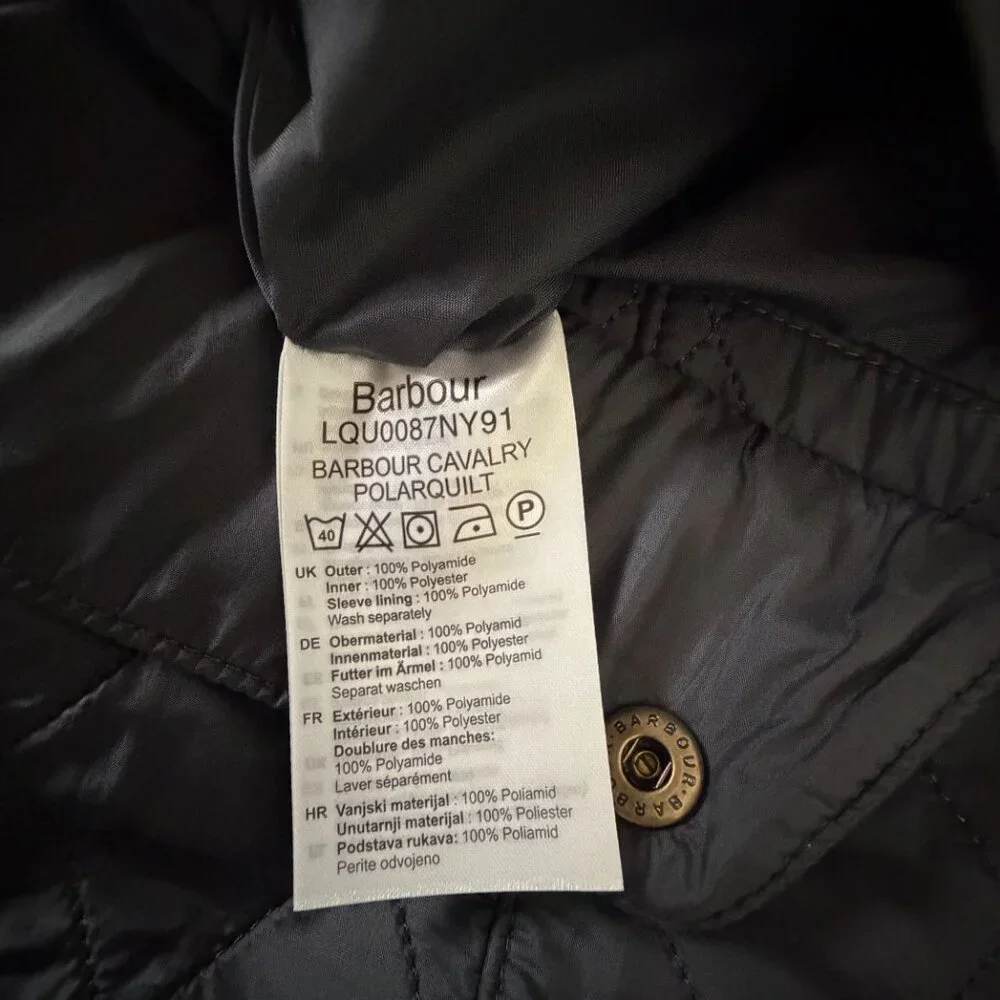 Barbour
LQU0087NY91
BARBOUR CAVALRY
POLARQUILT
40 P
UK Outer : 100% Polyamide
Inner : 100% Polyester
Sleeve lining : 100% Polyamide
Wash separately
DE Obermaterial : 100% Polyamid
Innenmaterial : 100% Polyester
Futter im Ärmel : 100% Polyamid
Separat waschen
FR Extérieur : 100% Polyamide
Intérieur : 100% Polyester
Doublure des manches:
100% Polyamide
Laver séparément
HR Vanjski materijal : 100% Poliamid
Unutarnji materijal : 100% Poliester
Podstava rukava: 100% Poliamid
Perite odvojeno
BARBOUR · BARBO